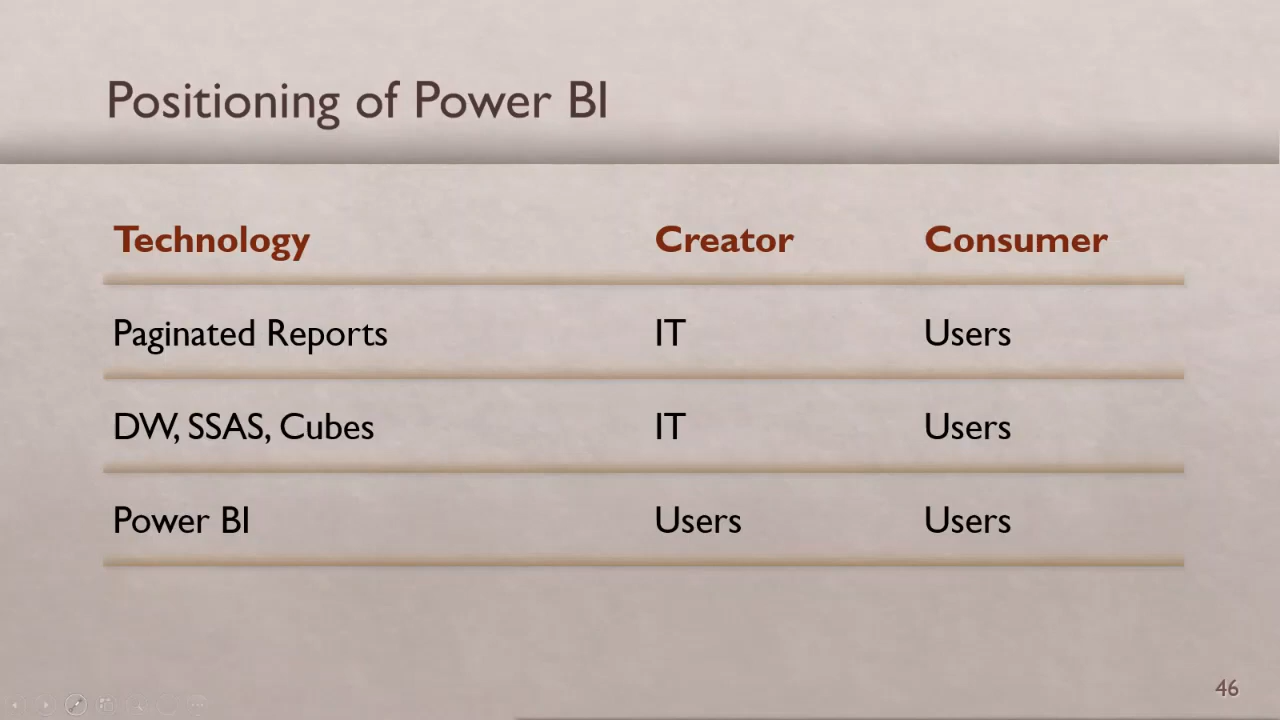 Positioning of Power BI
Technology Creator Consumer
Paginated Reports IT Users
DW, SSAS, Cubes IT Users
Power BI Users Users
46